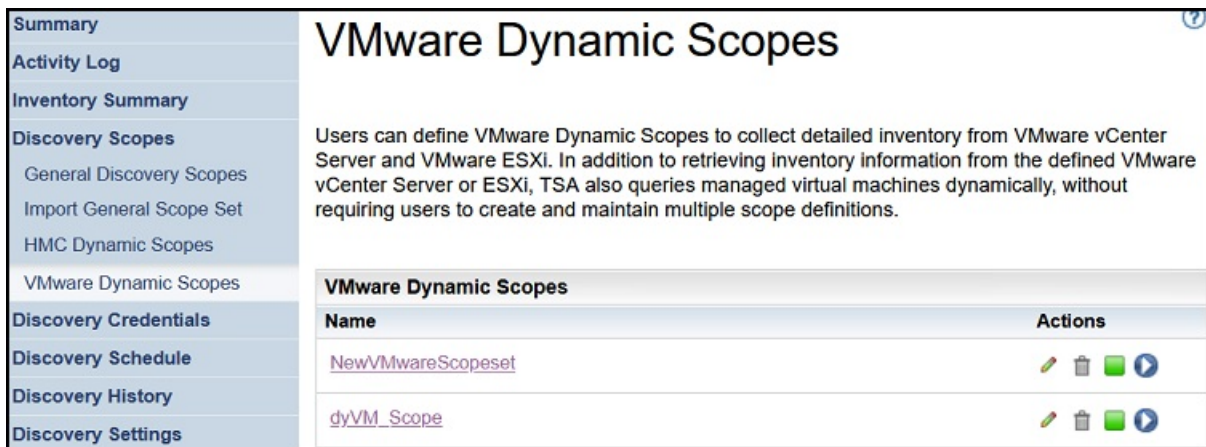 Summary
Activity Log
Inventory Summary
Discovery Scopes
General Discovery Scopes
Import General Scope Set
HMC Dynamic Scopes
VMware Dynamic Scopes
Discovery Credentials
Discovery Schedule
Discovery History
Discovery Settings
?
VMware Dynamic Scopes
Users can define VMware Dynamic Scopes to collect detailed inventory from VMware vCenter
Server and VMware ESXi. In addition to retrieving inventory information from the defined VMware
vCenter Server or ESXi, TSA also queries managed virtual machines dynamically, without
requiring users to create and maintain multiple scope definitions.
VMware Dynamic Scopes
Name Actions
NewVMwareScopeset
dyVM_Scope